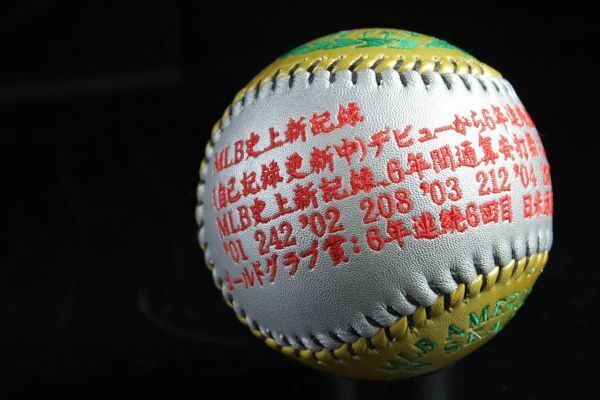 MLB史上新記録
(自己記録更新中)デビューから6年連
MLB史上新記録 6年間通算安打
'01 242 '02 208 '03 212 '04
ゴールドグラブ賞:6年連続6回目 日
MLB AMER